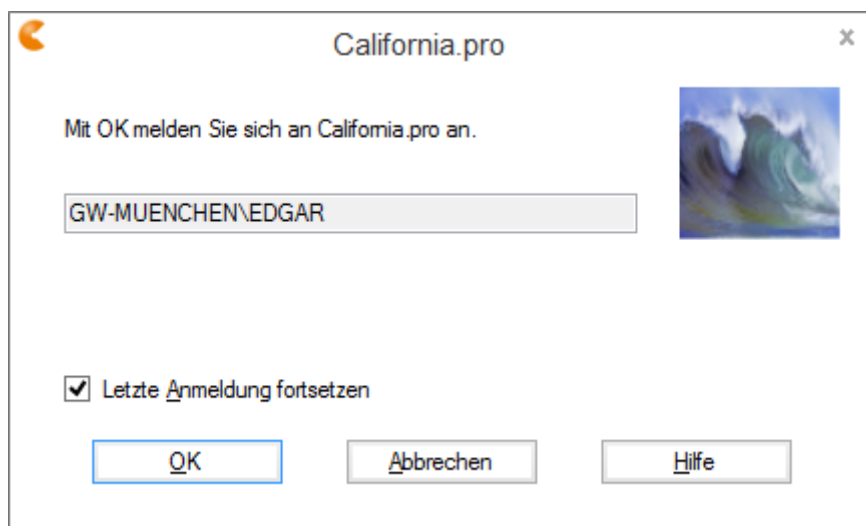 California.pro
Mit OK melden Sie sich an California.pro an.
GW-MUENCHEN\EDGAR
Letzte Anmeldung fortsetzen
OK
Abbrechen
Hilfe